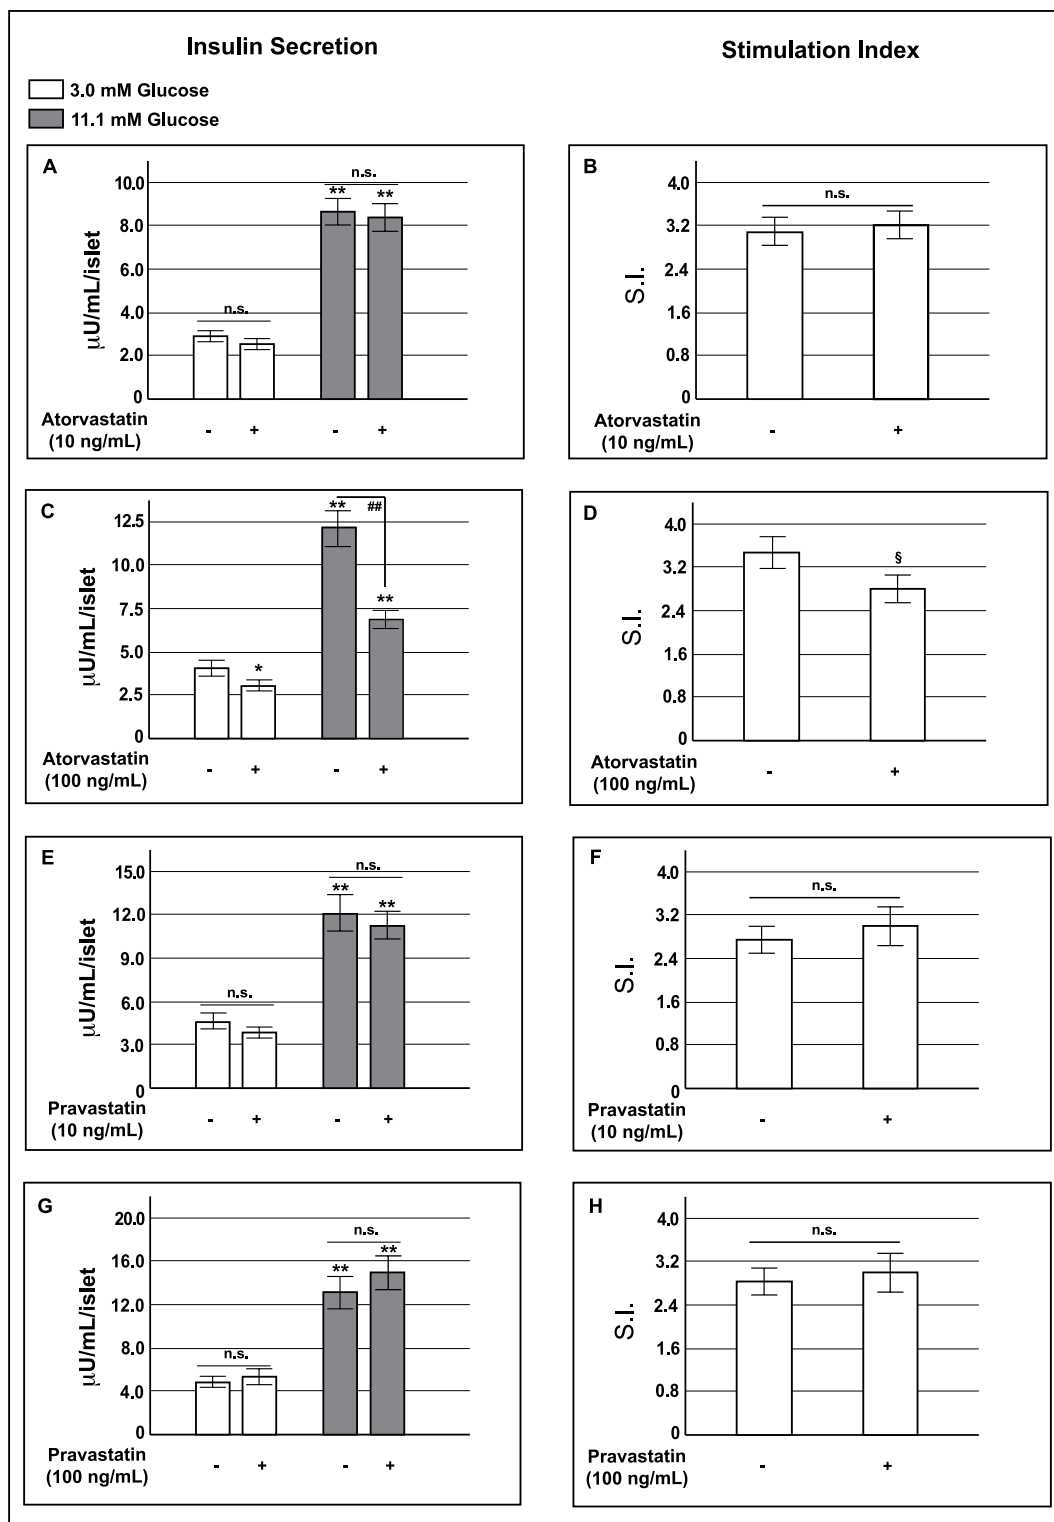 Insulin Secretion
Stimulation Index
3.0 mM Glucose
11.1 mM Glucose
A
n.s.
10.0
** **
8.0
6.0
4.0
n.s.
2.0
0
µU/mL/islet
Atorvastatin
(10 ng/mL)
- + - +
B
4.0
n.s.
3.2
2.4
1.6
0.8
0
S.I.
Atorvastatin
(10 ng/mL)
- +
C
12.5
** ##
10.0
7.5
**
5.0
*
2.5
0
µU/mL/islet
Atorvastatin
(100 ng/mL)
- + - +
D
4.0
§
3.2
2.4
1.6
0.8
0
S.I.
Atorvastatin
(100 ng/mL)
- +
E
15.0
n.s.
** **
12.0
9.0
6.0
n.s.
3.0
0
µU/mL/islet
Pravastatin
(10 ng/mL)
- + - +
F
4.0
n.s.
3.2
2.4
1.6
0.8
0
S.I.
Pravastatin
(10 ng/mL)
- +
G
20.0
n.s.
** **
16.0
12.0
8.0
n.s.
4.0
0
µU/mL/islet
Pravastatin
(100 ng/mL)
- + - +
H
4.0
n.s.
3.2
2.4
1.6
0.8
0
S.I.
Pravastatin
(100 ng/mL)
- +